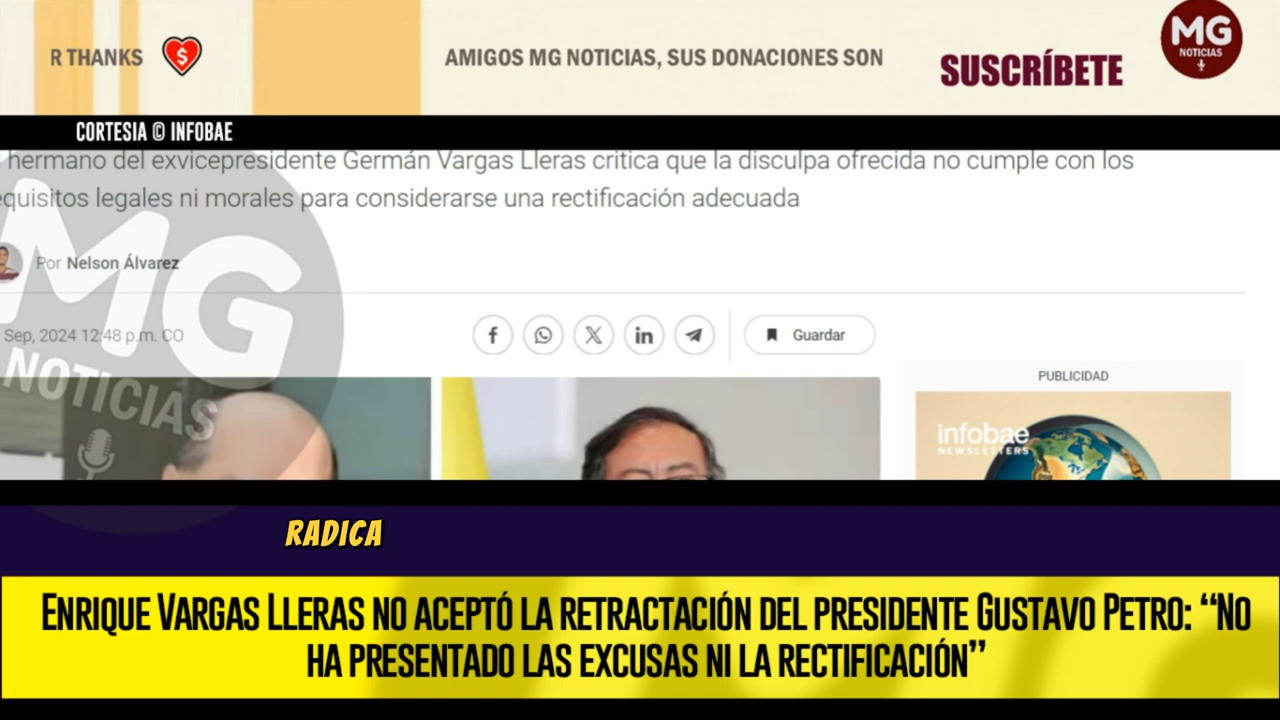 R THANKS
AMIGOS MG NOTICIAS, SUS DONACIONES SON
SUSCRÍBETE
MG
NOTICIAS
CORTESIA © INFOBAE
hermano del exvicepresidente Germán Vargas Lleras critica que la disculpa ofrecida no cumple con los
equisitos legales ni morales para considerarse una rectificación adecuada
Por Nelson Álvarez
Sep, 2024 12:48 p.m. CO
Guardar
PUBLICIDAD
MG
NOTICIAS
infobae
NEWSLETTERS
RADICA
ENRIQUE VARGAS LLERAS NO ACEPTÓ LA RETRACTACIÓN DEL PRESIDENTE GUSTAVO PETRO: “NO
HA PRESENTADO LAS EXCUSAS NI LA RECTIFICACIÓN”